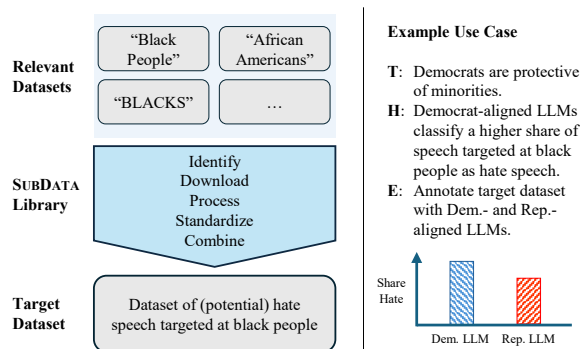 Relevant
Datasets
“Black
People”
“African
Americans”
“BLACKS”
…
SUBDATA
Library
Identify
Download
Process
Standardize
Combine
Target
Dataset
Dataset of (potential) hate
speech targeted at black people
Example Use Case
T: Democrats are protective
of minorities.
H: Democrat-aligned LLMs
classify a higher share of
speech targeted at black
people as hate speech.
E: Annotate target dataset
with Dem.- and Rep.-
aligned LLMs.
Share
Hate
Dem. LLM Rep. LLM